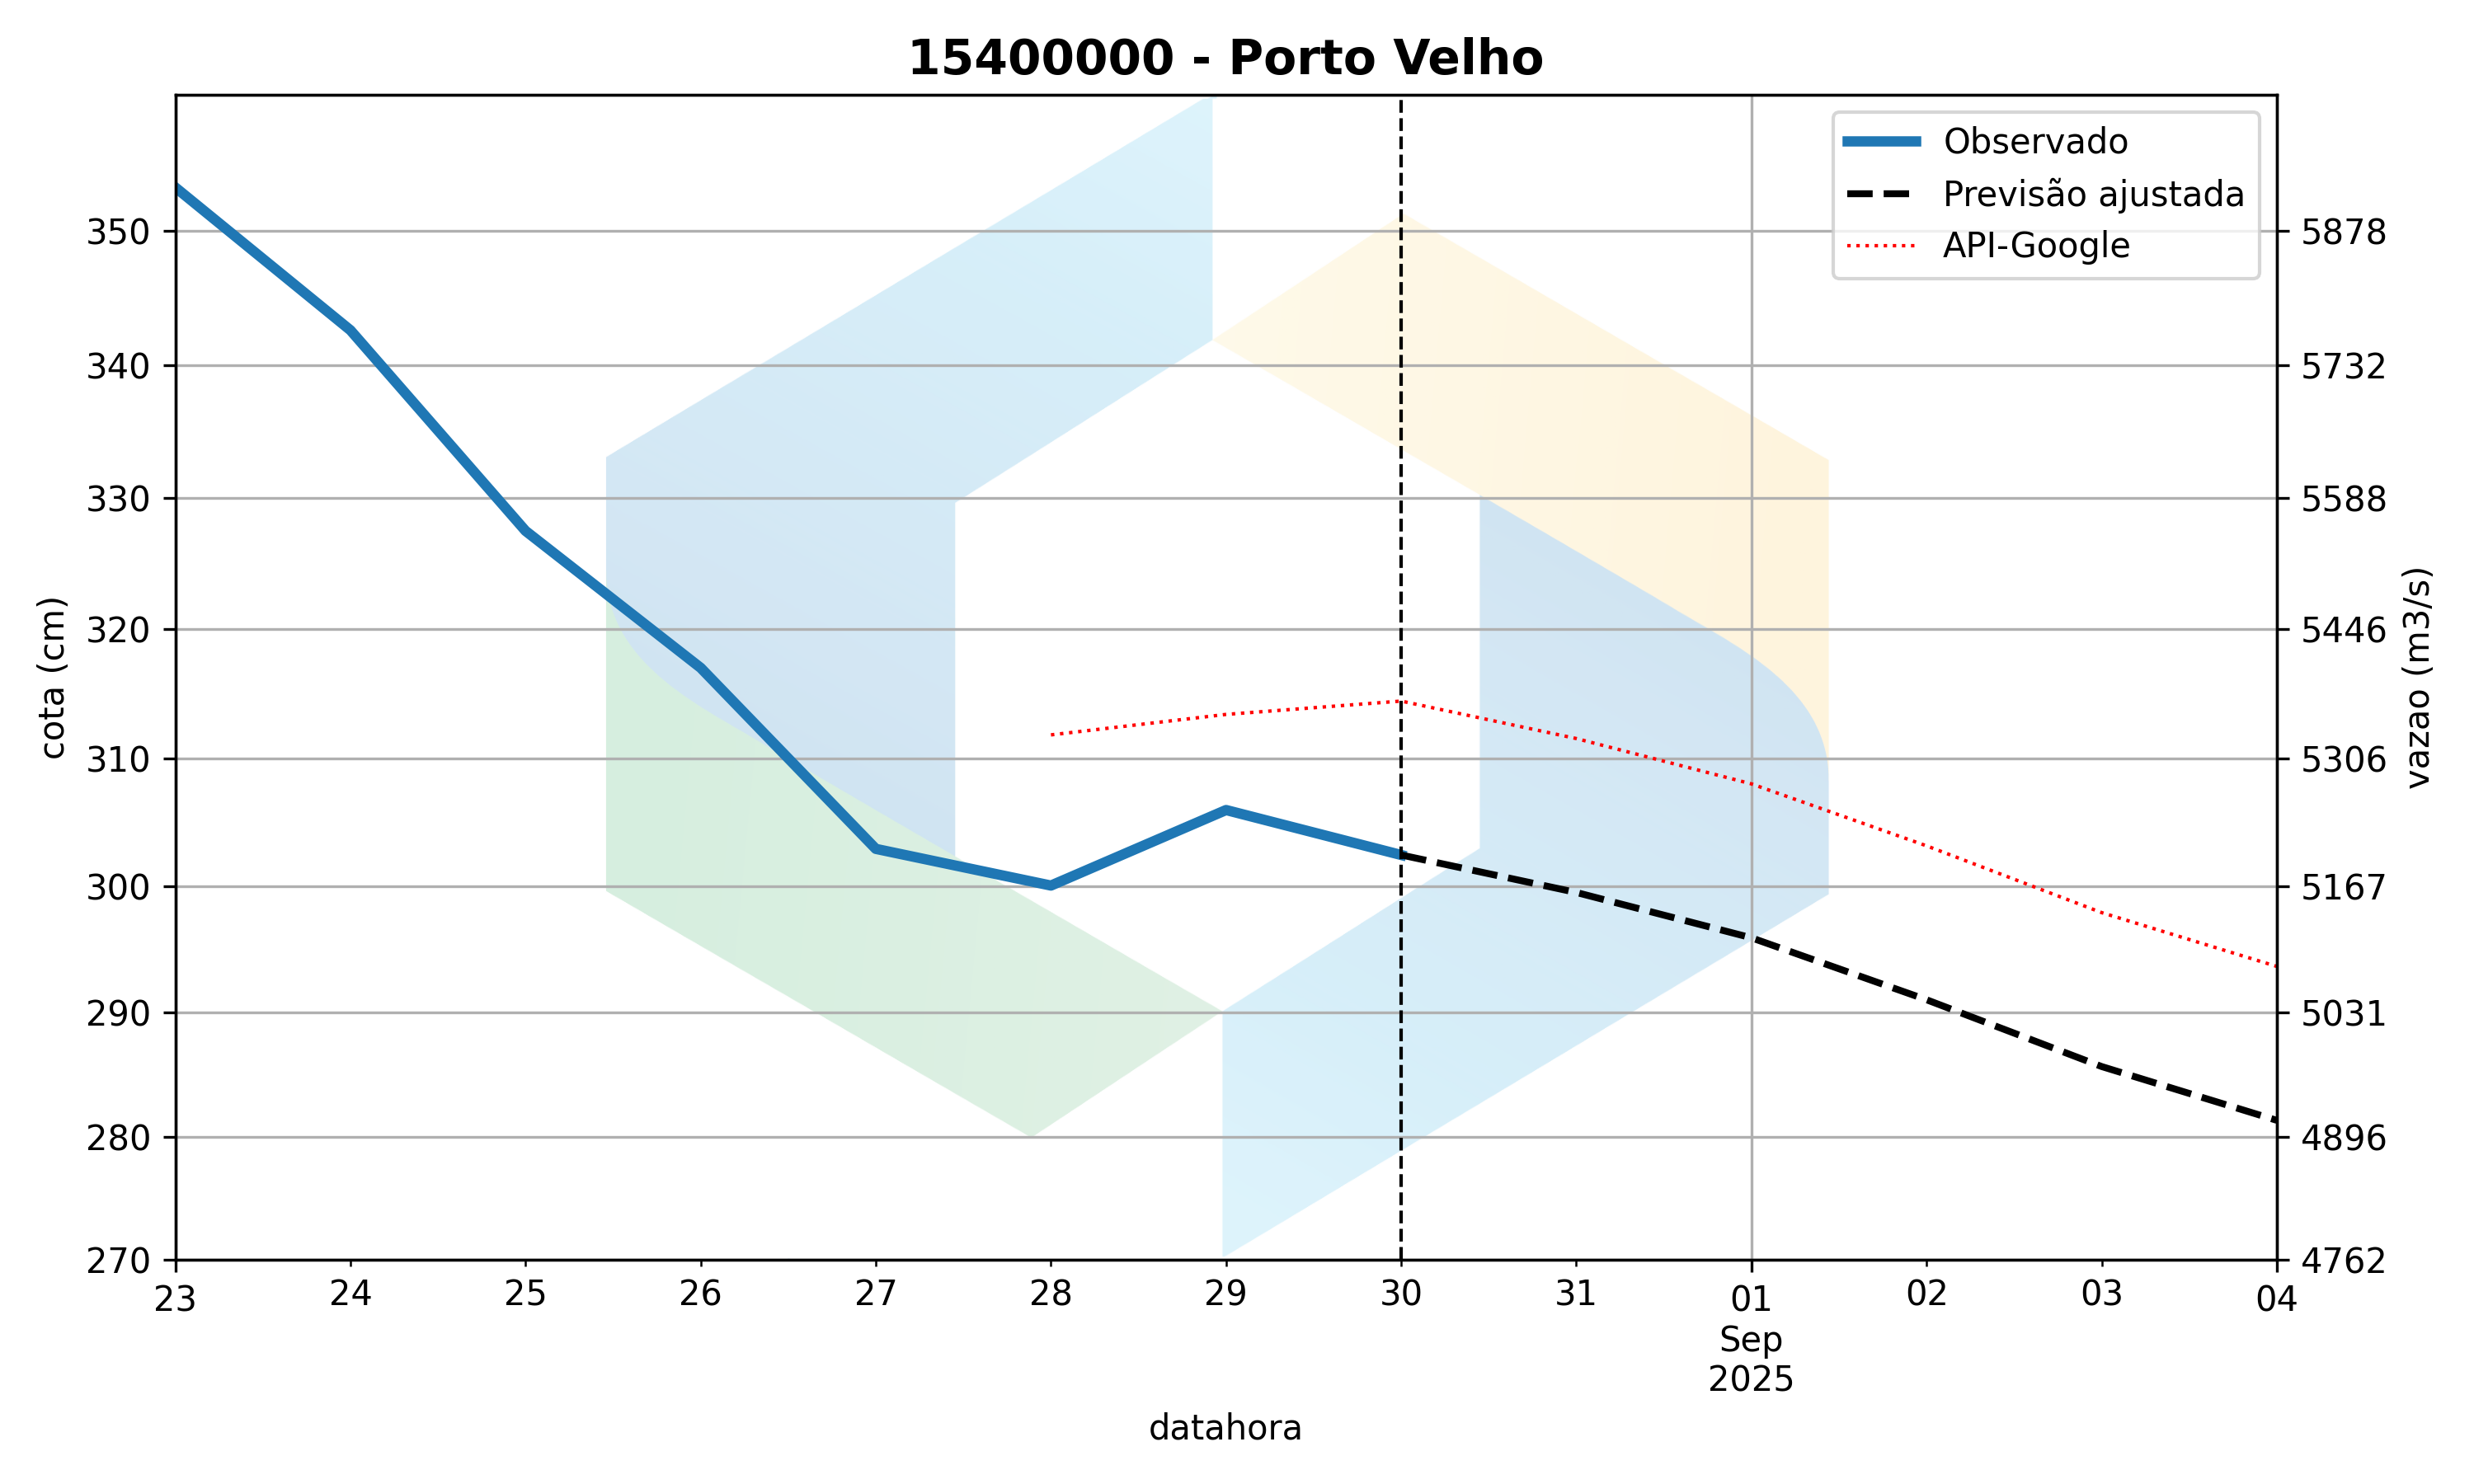 15400000 - Porto Velho
Observado
Previsão ajustada
API-Google
350
340
330
320
310
300
290
280
270
cota (cm)
5878
5732
5588
5446
5306
5167
5031
4896
4762
vazao (m3/s)
23 24 25 26 27 28 29 30 31 01 02 03 04
Sep
2025
datahora